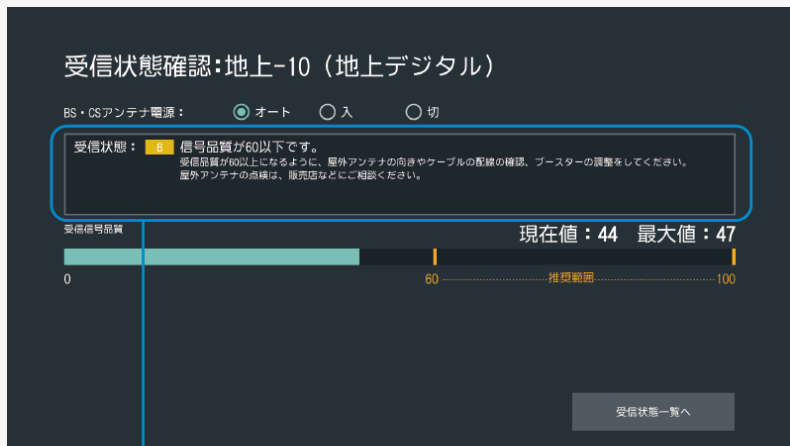 受信状態確認:地上-10（地上デジタル）
BS・CSアンテナ電源： オート 入 切
受信状態： B 信号品質が60以下です。
受信品質が60以上になるように、屋外アンテナの向きやケーブルの配線の確認、ブースターの調整をしてください。
屋外アンテナの点検は、販売店などにご相談ください。
受信信号品質 現在値：44 最大値：47
0 60 推奨範囲 100
受信状態一覧へ